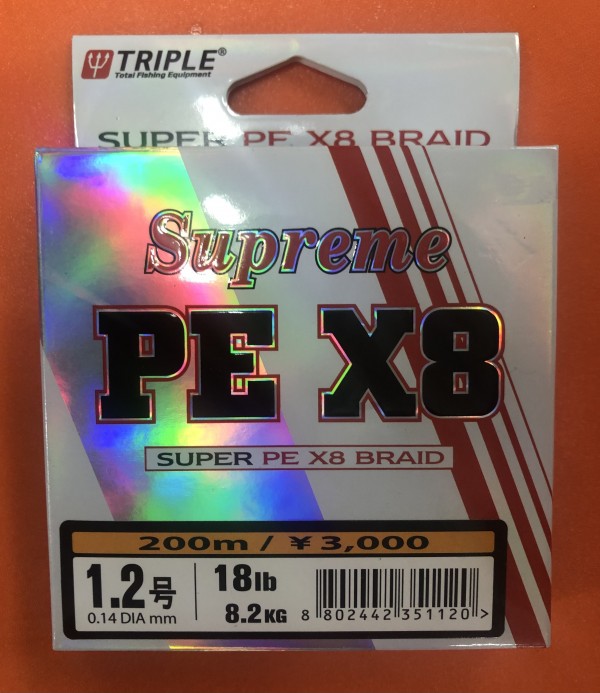 TRIPLE®
Total Fishing Equipment
SUPER PE X8 BRAID
Supreme
PE X8
SUPER PE X8 BRAID
200m / ¥3,000
1.2号
0.14 DIA mm
18lb
8.2KG
8 802442 351120 >